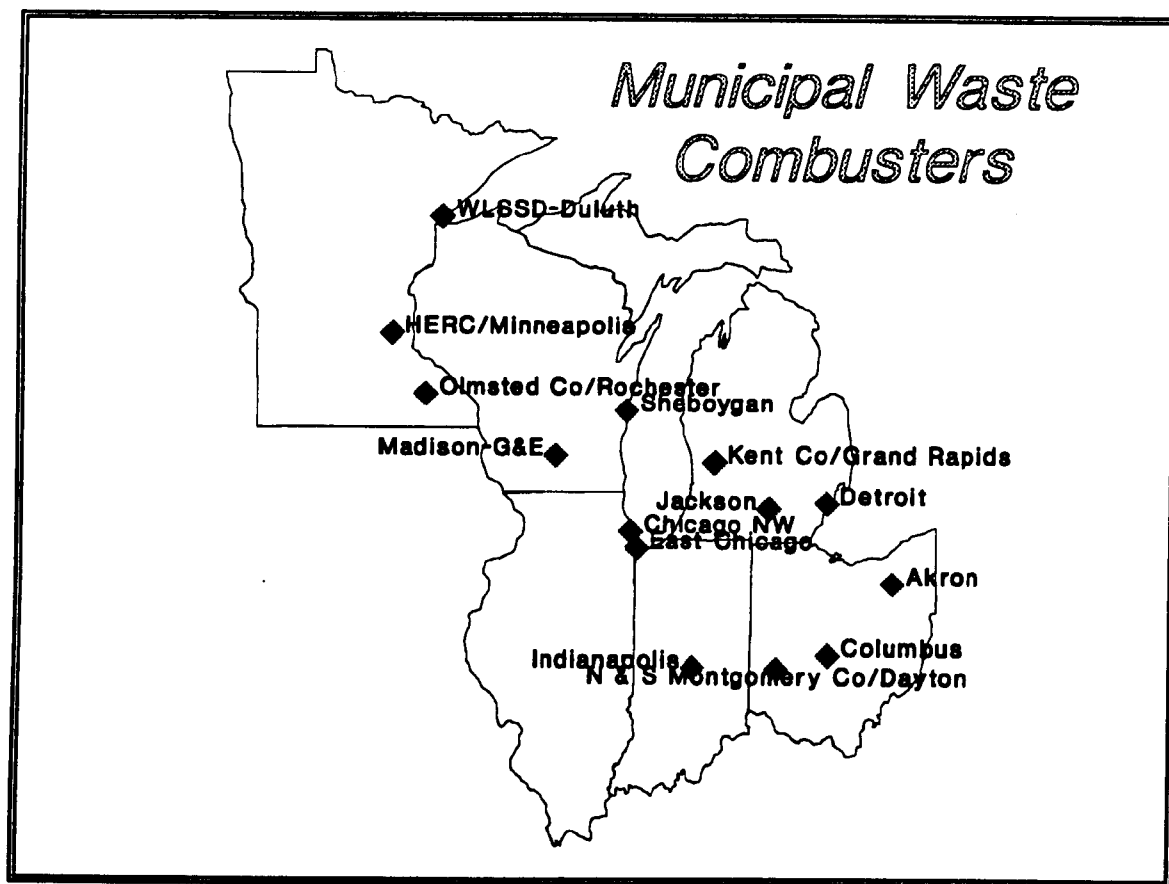 Municipal Waste
Combusters
WLSSD-Duluth
HERC/Minneapolis
Olmsted Co/Rochester
Sheboygan
Madison-G&E
Kent Co/Grand Rapids
Jackson
Detroit
Chicago NW
East Chicago
Akron
Columbus
Indianapolis
N & S Montgomery Co/Dayton